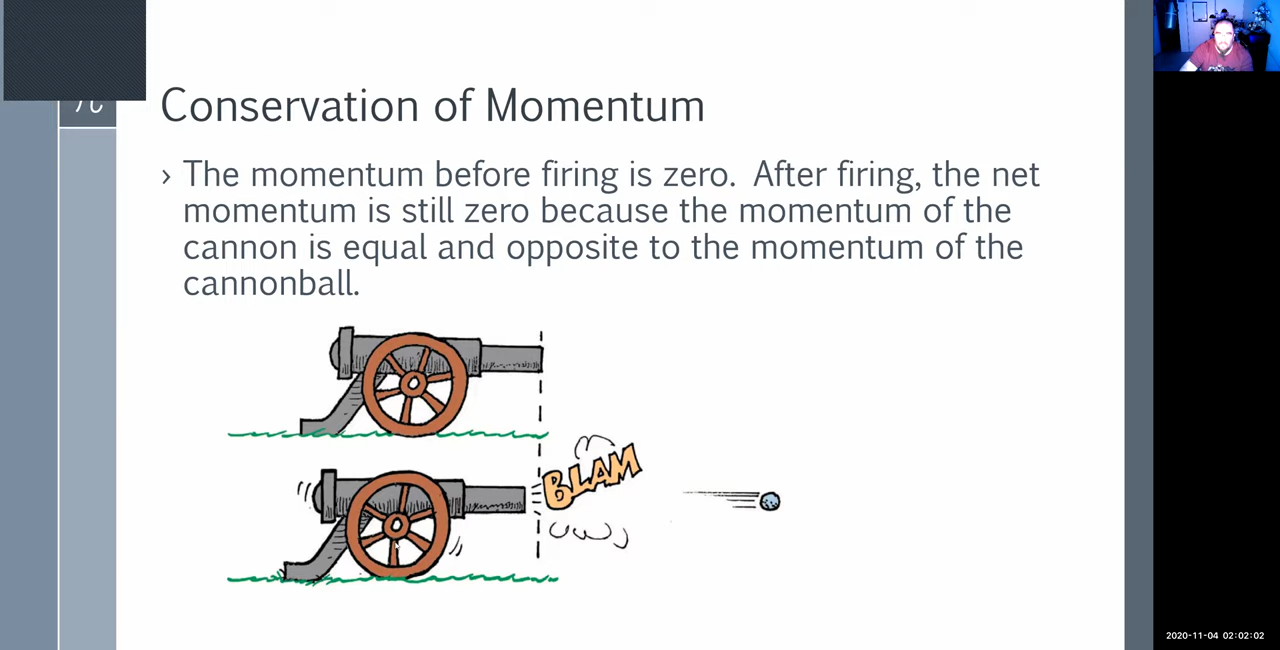 π
Conservation of Momentum
› The momentum before firing is zero.  After firing, the net
momentum is still zero because the momentum of the
cannon is equal and opposite to the momentum of the
cannonball.
BLAM
2020-11-04 02:02:02